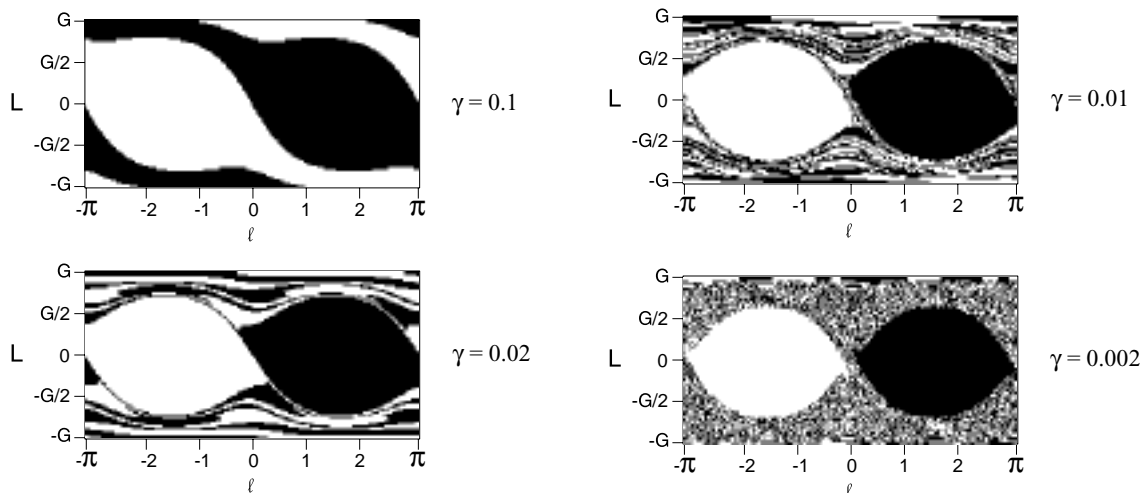 G
G/2
L 0 γ = 0.1
-G/2
-G
-π -2 -1 0 1 2 π
ℓ
G
G/2
L 0 γ = 0.01
-G/2
-G
-π -2 -1 0 1 2 π
ℓ
G
G/2
L 0 γ = 0.02
-G/2
-G
-π -2 -1 0 1 2 π
ℓ
G
G/2
L 0 γ = 0.002
-G/2
-G
-π -2 -1 0 1 2 π
ℓ